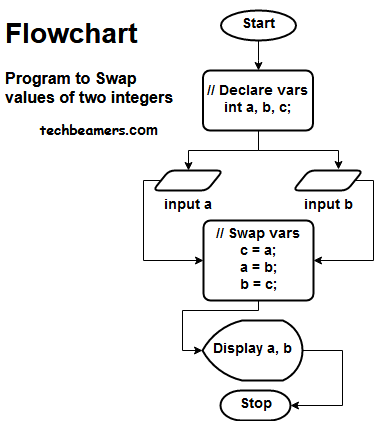 Flowchart
Program to Swap
values of two integers
techbeamers.com
Start
// Declare vars
int a, b, c;
input a
input b
// Swap vars
c = a;
a = b;
b = c;
Display a, b
Stop